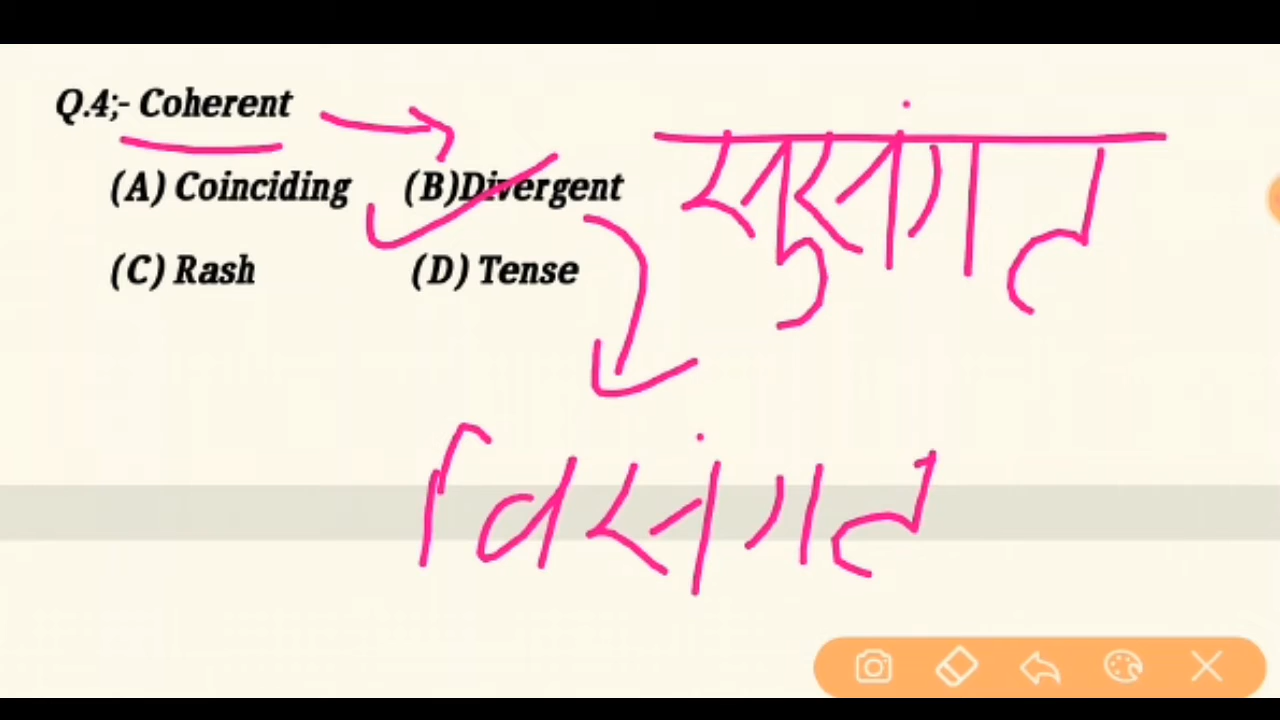 Q.4;- Coherent
सुसंगत
(A) Coinciding (B)Divergent
(C) Rash (D) Tense
विसंगत